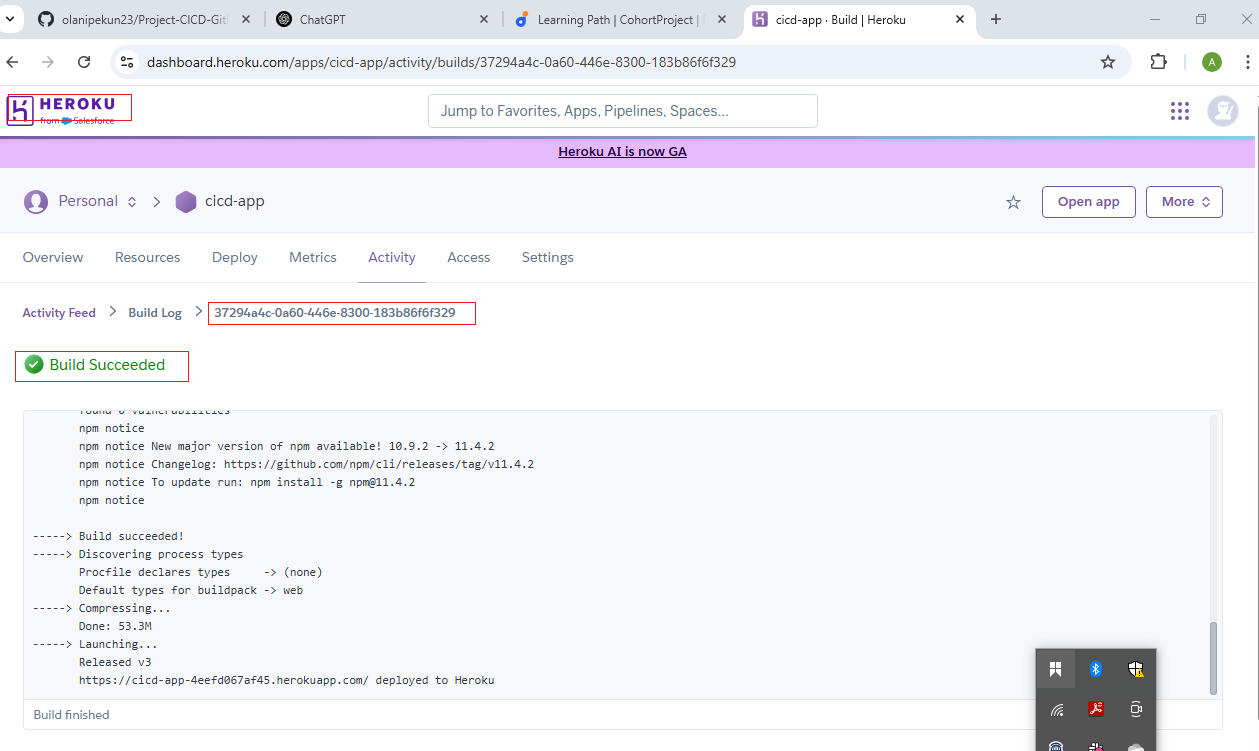 olanipekun23/Project-CICD-Git
ChatGPT
Learning Path | CohortProject |
cicd-app · Build | Heroku
dashboard.heroku.com/apps/cicd-app/activity/builds/37294a4c-0a60-446e-8300-183b86f6f329
A
HEROKU
from Salesforce
Jump to Favorites, Apps, Pipelines, Spaces...
Heroku AI is now GA
Personal
cicd-app
Open app
More
Overview
Resources
Deploy
Metrics
Activity
Access
Settings
Activity Feed > Build Log > 37294a4c-0a60-446e-8300-183b86f6f329
Build Succeeded
found 0 vulnerabilities
npm notice
npm notice New major version of npm available! 10.9.2 -> 11.4.2
npm notice Changelog: https://github.com/npm/cli/releases/tag/v11.4.2
npm notice To update run: npm install -g npm@11.4.2
npm notice
-----> Build succeeded!
-----> Discovering process types
Procfile declares types     -> (none)
Default types for buildpack -> web
-----> Compressing...
Done: 53.3M
-----> Launching...
Released v3
https://cicd-app-4eefd067af45.herokuapp.com/ deployed to Heroku
Build finished